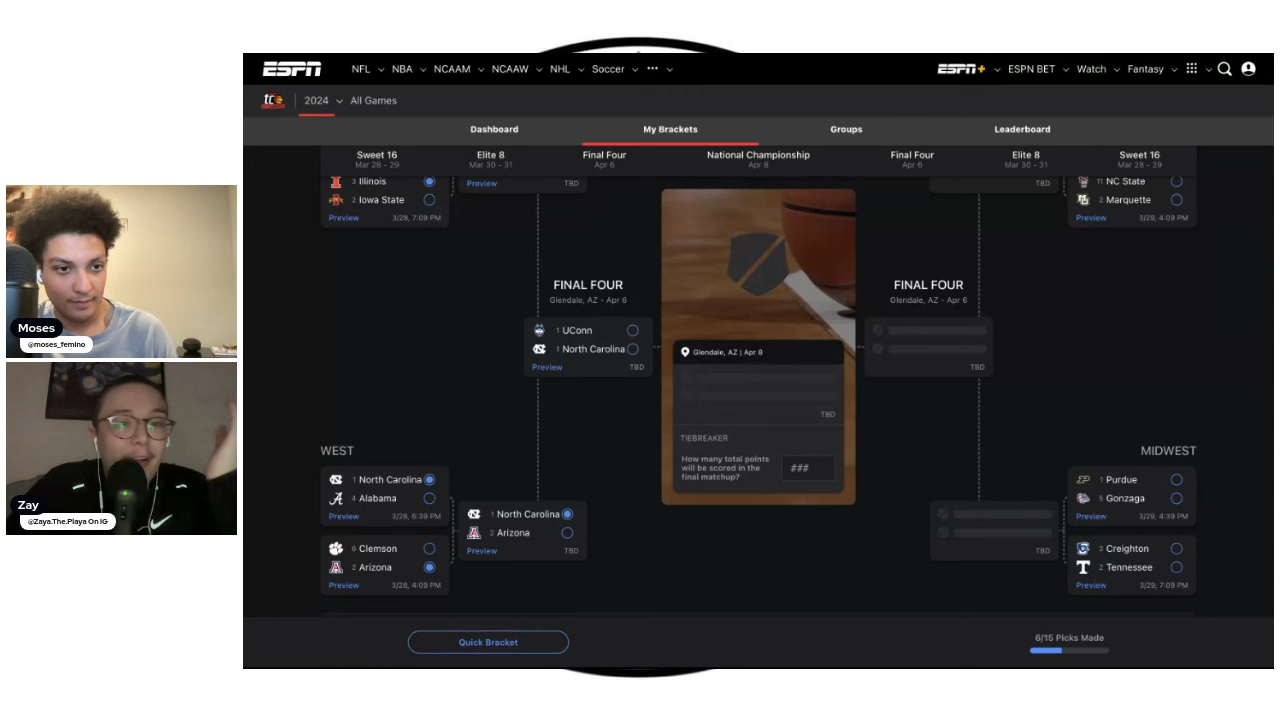 ESPN NFL NBA NCAAM NCAAW NHL Soccer ••• ESPN+ ESPN BET Watch Fantasy
tc 2024 All Games
Dashboard My Brackets Groups Leaderboard
Sweet 16 Elite 8 Final Four National Championship Final Four Elite 8 Sweet 16
Mar 28 - 29 Mar 30 - 31 Apr 6 Apr 8 Apr 6 Mar 30 - 31 Mar 28 - 29
3 Illinois
2 Iowa State
Preview 3/28, 7:09 PM
Preview TBD
TBD
11 NC State
2 Marquette
Preview 3/29, 4:09 PM
FINAL FOUR
Glendale, AZ - Apr 6
1 UConn
1 North Carolina
Preview TBD
Glendale, AZ | Apr 8
TBD
TIEBREAKER
How many total points
will be scored in the
final matchup?
###
FINAL FOUR
Glendale, AZ - Apr 6
TBD
WEST
1 North Carolina
4 Alabama
Preview 3/28, 6:39 PM
6 Clemson
2 Arizona
Preview 3/28, 4:09 PM
1 North Carolina
2 Arizona
Preview TBD
TBD
MIDWEST
1 Purdue
5 Gonzaga
Preview 3/29, 4:39 PM
3 Creighton
2 Tennessee
Preview 3/29, 7:09 PM
Quick Bracket
6/15 Picks Made
Moses
@moses_femino
Zay
@Zaya.The.Playa On IG